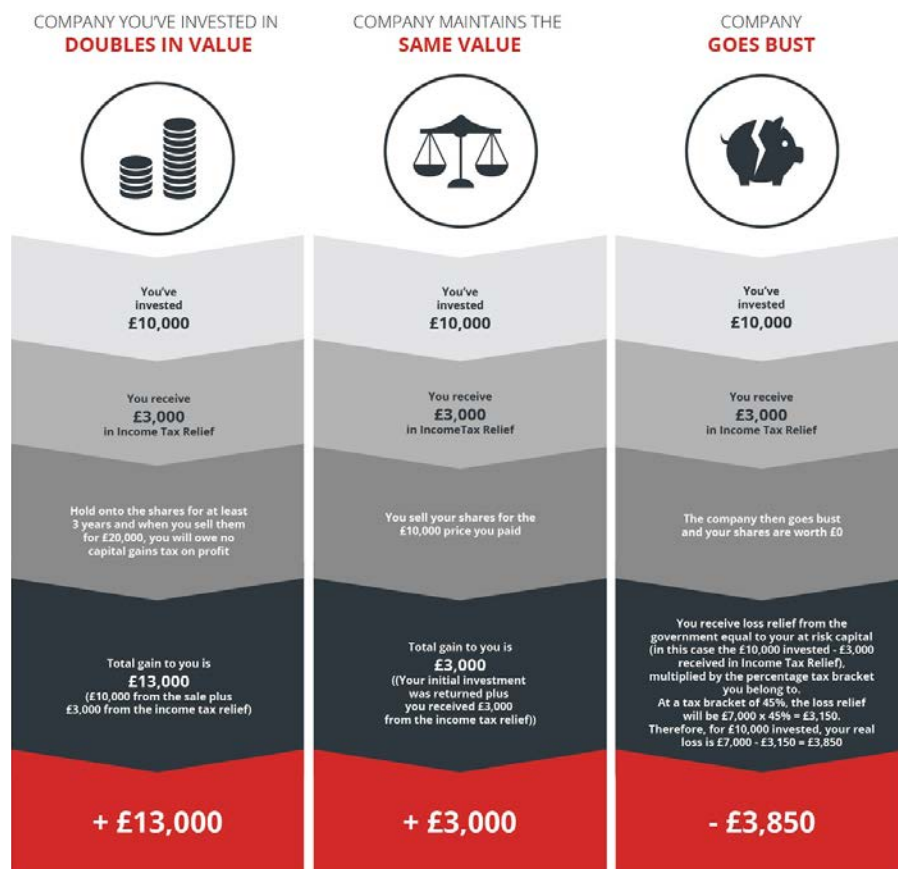 COMPANY YOU'VE INVESTED IN
DOUBLES IN VALUE
You've
invested
£10,000
You receive
£3,000
in Income Tax Relief
Hold onto the shares for at least
3 years and when you sell them
for £20,000, you will owe no
capital gains tax on profit
Total gain to you is
£13,000
(£10,000 from the sale plus
£3,000 from the income tax relief)
+ £13,000
COMPANY MAINTAINS THE
SAME VALUE
You've
invested
£10,000
You receive
£3,000
in IncomeTax Relief
You sell your shares for the
£10,000 price you paid
Total gain to you is
£3,000
((Your initial investment
was returned plus
you received £3,000
from the income tax relief))
+ £3,000
COMPANY
GOES BUST
You've
invested
£10,000
You receive
£3,000
in Income Tax Relief
The company then goes bust
and your shares are worth £0
You receive loss relief from the
government equal to your at risk capital
(in this case the £10,000 invested - £3,000
received in Income Tax Relief),
multiplied by the percentage tax bracket
you belong to.
At a tax bracket of 45%, the loss relief
will be £7,000 x 45% = £3,150.
Therefore, for £10,000 invested, your real
loss is £7,000 - £3,150 = £3,850
- £3,850